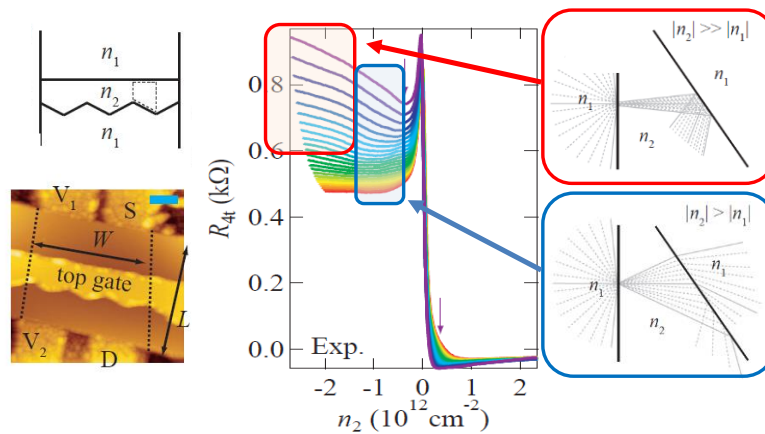 n₁
n₂
n₁
V₁
S
W
top gate
L
V₂
D
R₄ₜ (kΩ)
0.8
0.6
0.4
0.2
0.0
Exp.
-2 -1 0 1 2
n₂ (10¹² cm⁻²)
|n₂| >> |n₁|
n₁
n₁
n₂
|n₂| > |n₁|
n₁
n₁
n₂